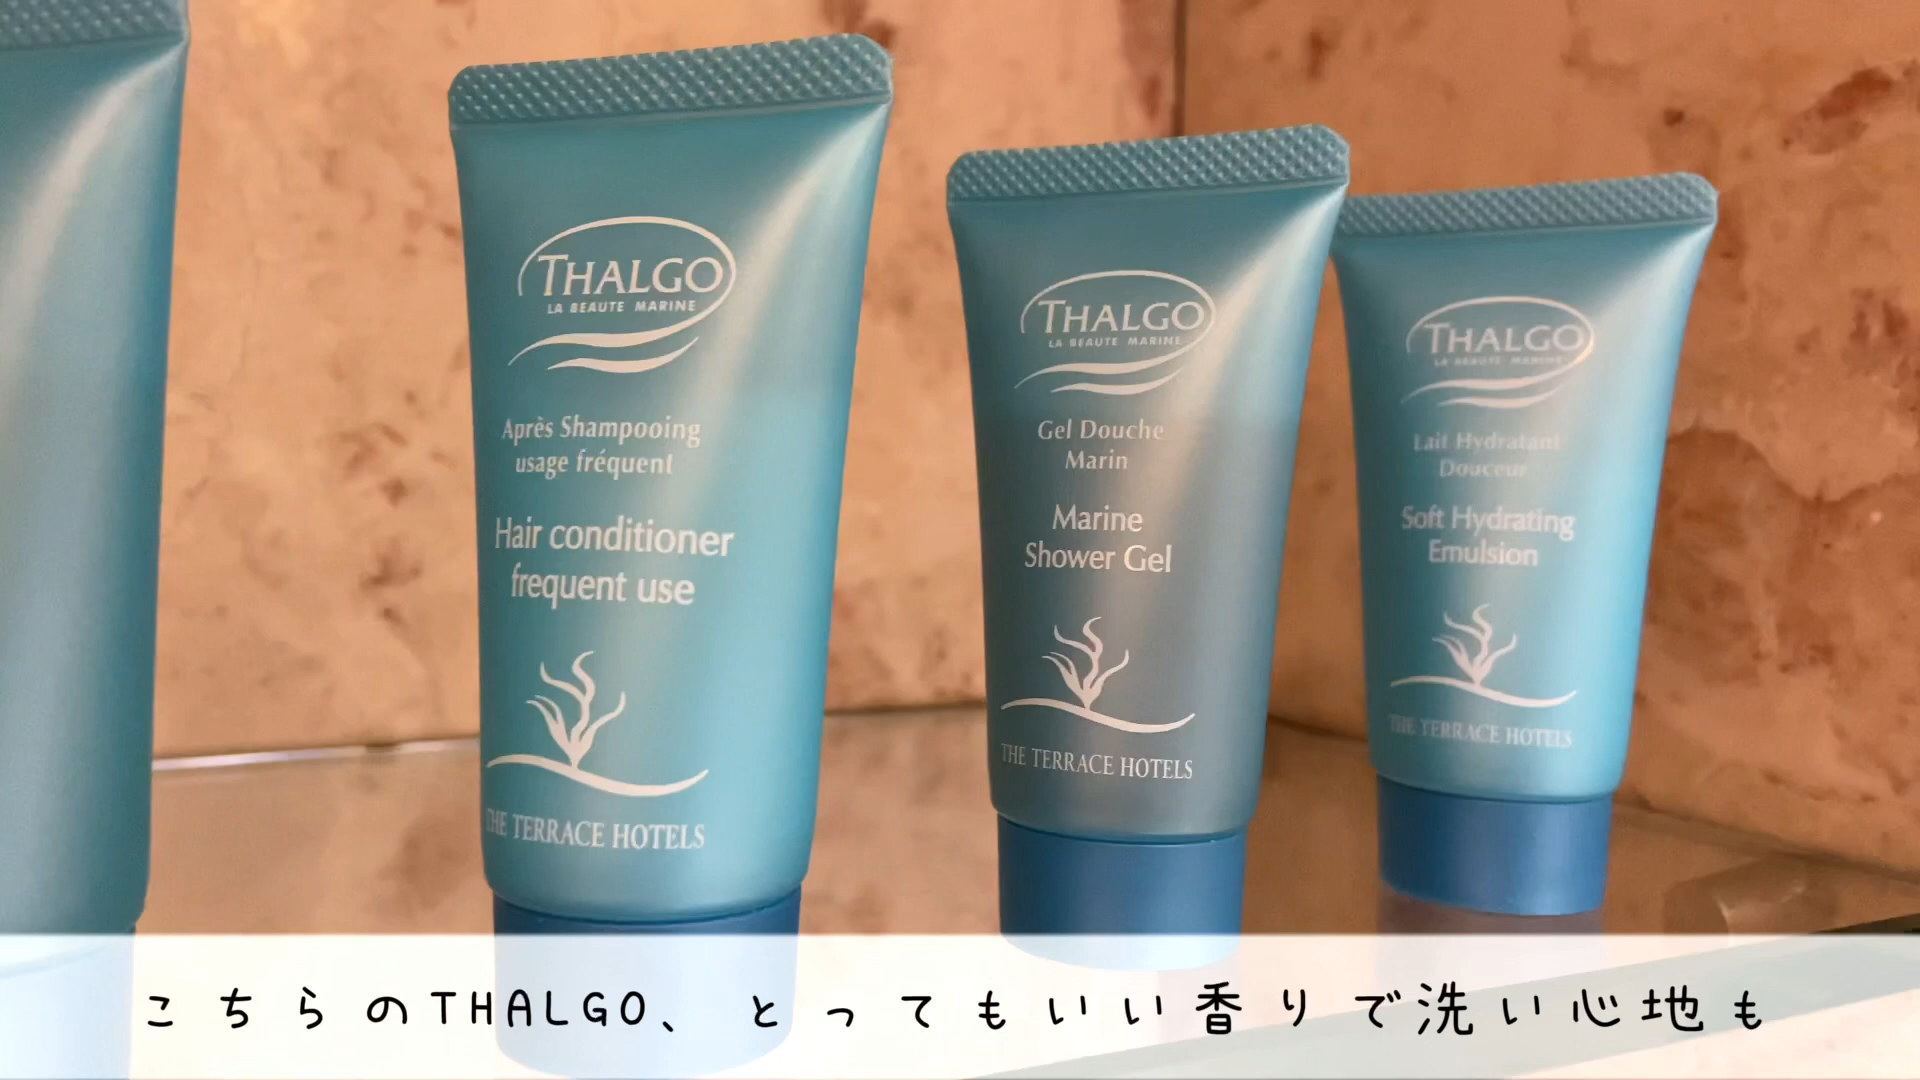 THALGO
LA BEAUTE MARINE
Après Shampooing
usage fréquent
Hair conditioner
frequent use
THE TERRACE HOTELS
THALGO
LA BEAUTE MARINE
Gel Douche
Marin
Marine
Shower Gel
THE TERRACE HOTELS
THALGO
LA BEAUTE MARINE
Lait Hydratant
Douceur
Soft Hydrating
Emulsion
THE TERRACE HOTELS
こちらのTHALGO、とってもいい香りで洗い心地も